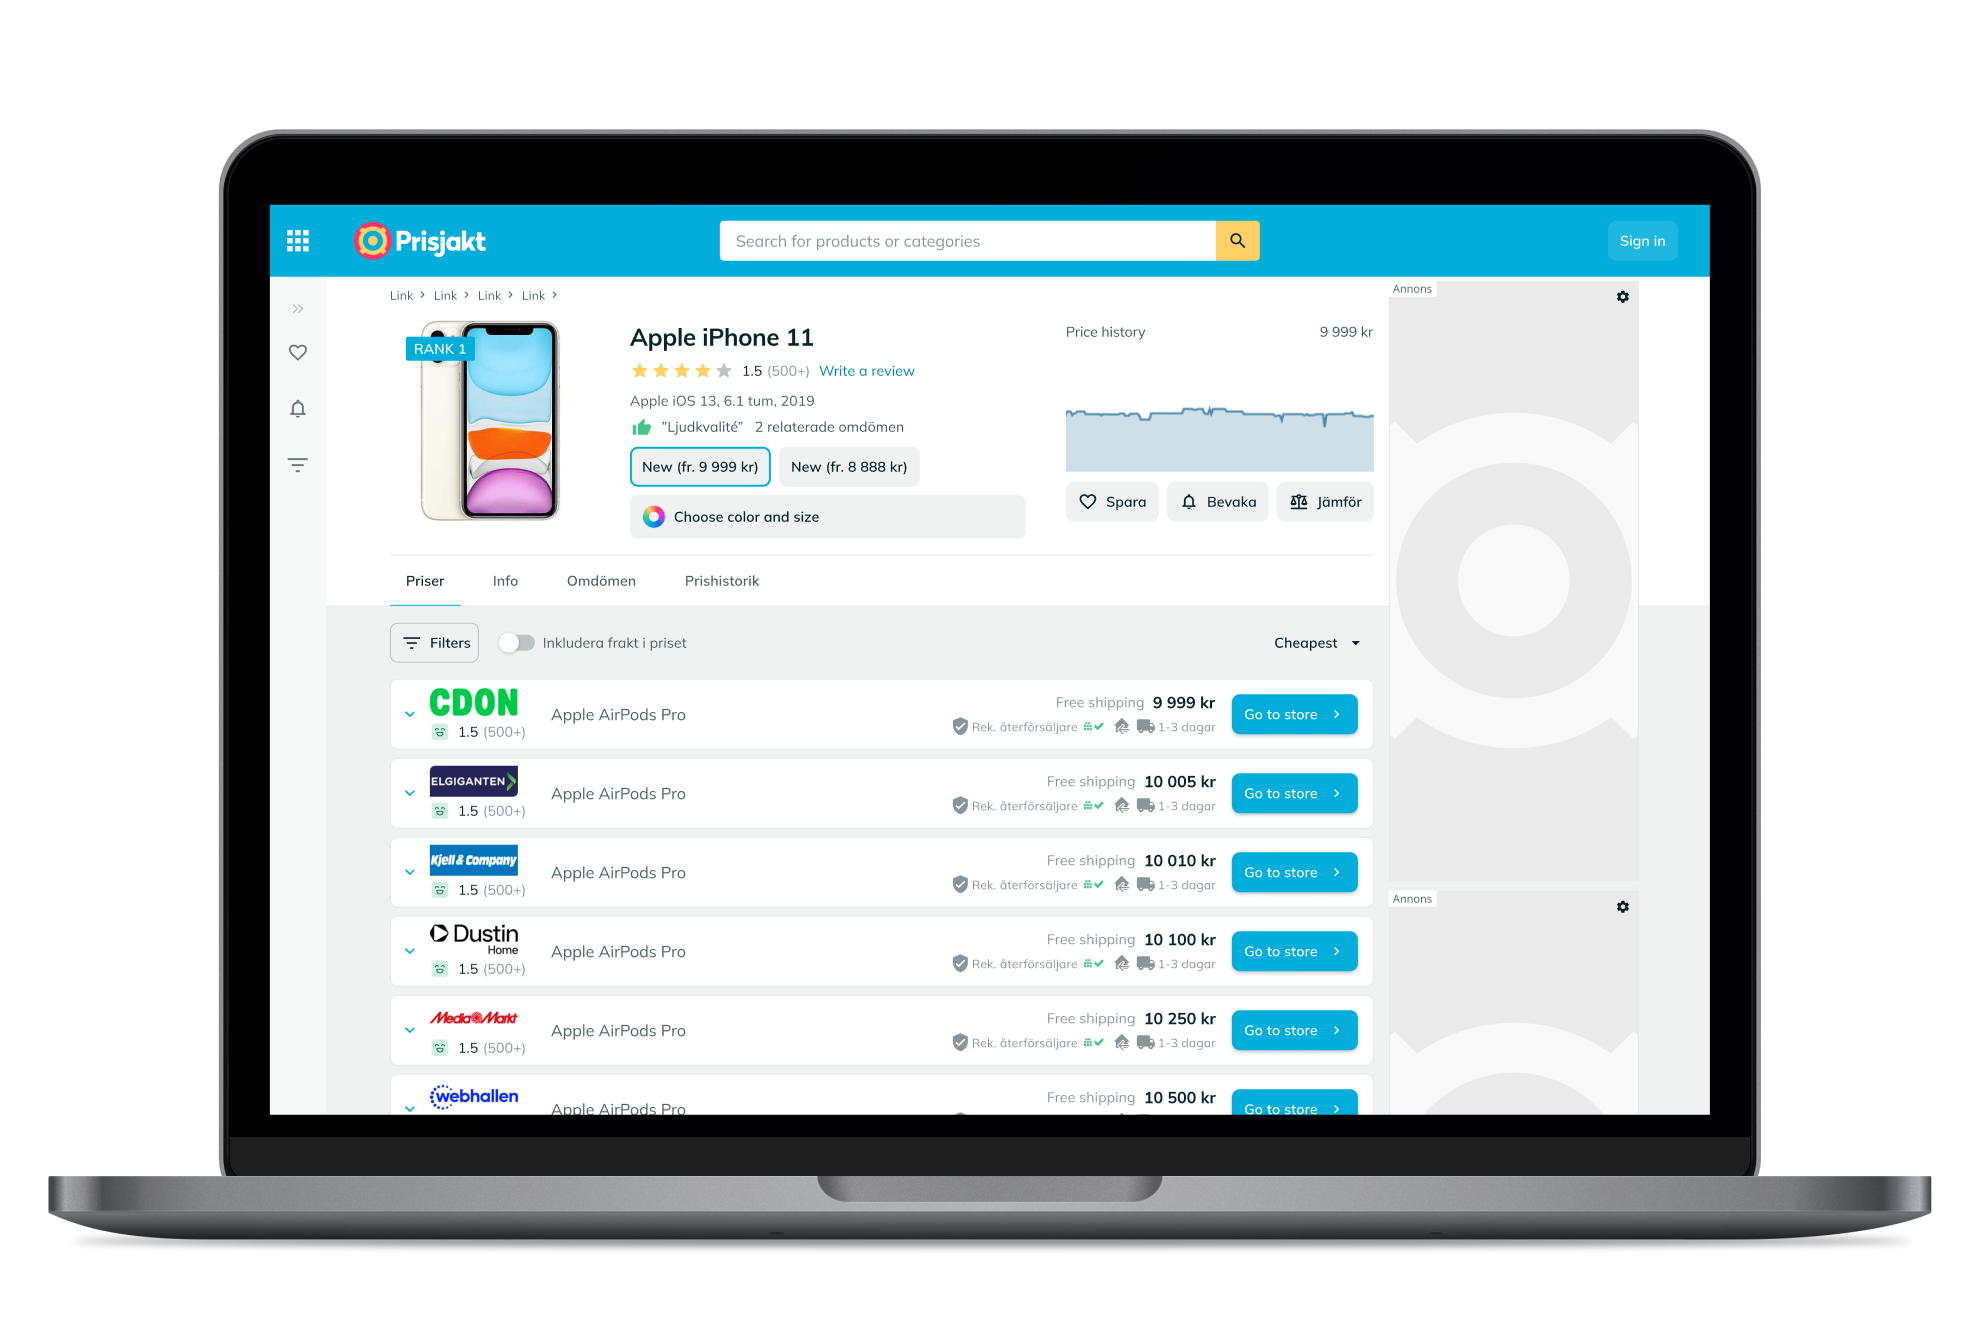 Prisjakt
Search for products or categories
Sign in
Link > Link > Link > Link >
RANK 1
Apple iPhone 11
1.5 (500+) Write a review
Apple iOS 13, 6.1 tum, 2019
”Ljudkvalité” 2 relaterade omdömen
New (fr. 9 999 kr) New (fr. 8 888 kr)
Choose color and size
Price history 9 999 kr
Spara Bevaka Jämför
Annons
Priser Info Omdömen Prishistorik
Filters Inkludera frakt i priset Cheapest
CDON
1.5 (500+)
Apple AirPods Pro
Free shipping 9 999 kr
Rek. återförsäljare 1-3 dagar
Go to store
ELGIGANTEN
1.5 (500+)
Apple AirPods Pro
Free shipping 10 005 kr
Rek. återförsäljare 1-3 dagar
Go to store
Kjell & Company
1.5 (500+)
Apple AirPods Pro
Free shipping 10 010 kr
Rek. återförsäljare 1-3 dagar
Go to store
Annons
Dustin
Home
1.5 (500+)
Apple AirPods Pro
Free shipping 10 100 kr
Rek. återförsäljare 1-3 dagar
Go to store
Media Markt
1.5 (500+)
Apple AirPods Pro
Free shipping 10 250 kr
Rek. återförsäljare 1-3 dagar
Go to store
webhallen
Apple AirPods Pro
Free shipping 10 500 kr
Go to store